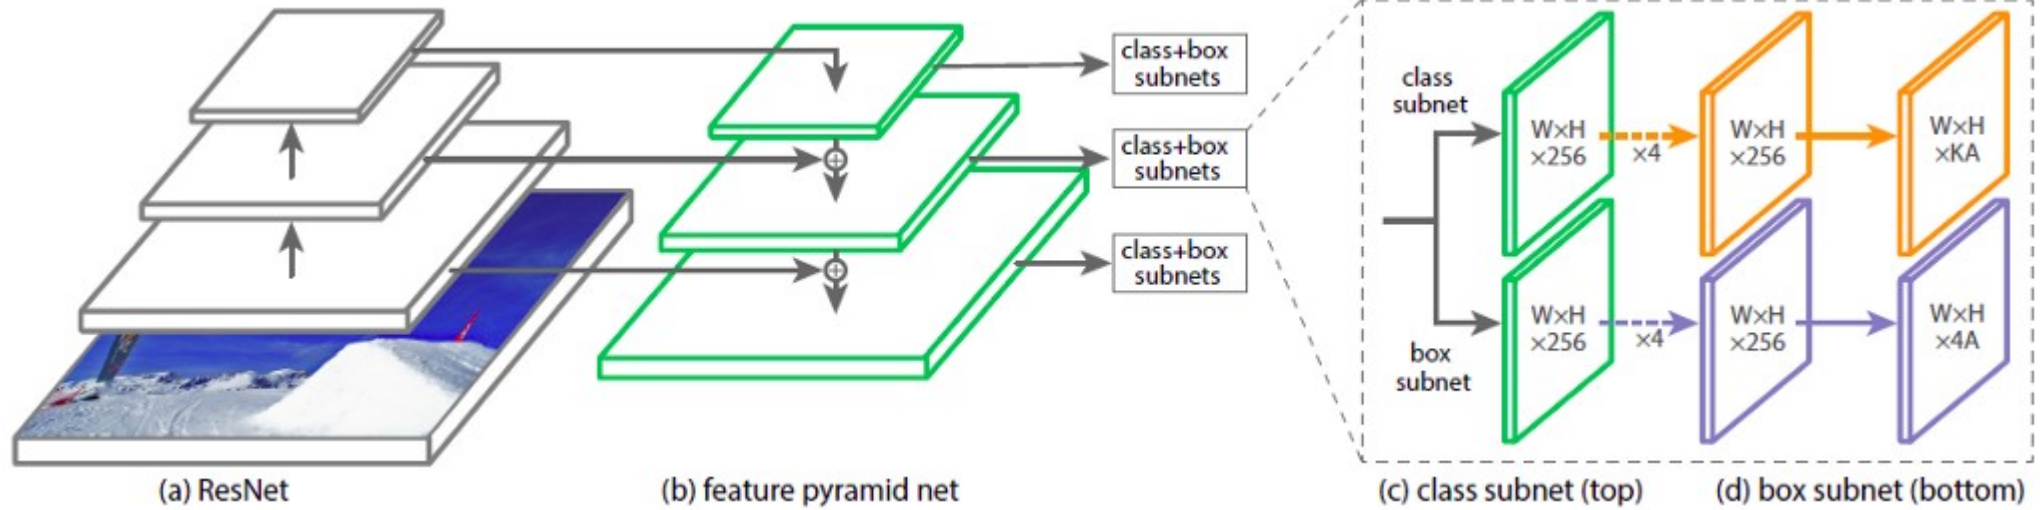 class+box
subnets
class+box
subnets
class+box
subnets
class
subnet
W×H
×256
×4
W×H
×256
W×H
×KA
box
subnet
W×H
×256
×4
W×H
×256
W×H
×4A
(a) ResNet
(b) feature pyramid net
(c) class subnet (top)
(d) box subnet (bottom)